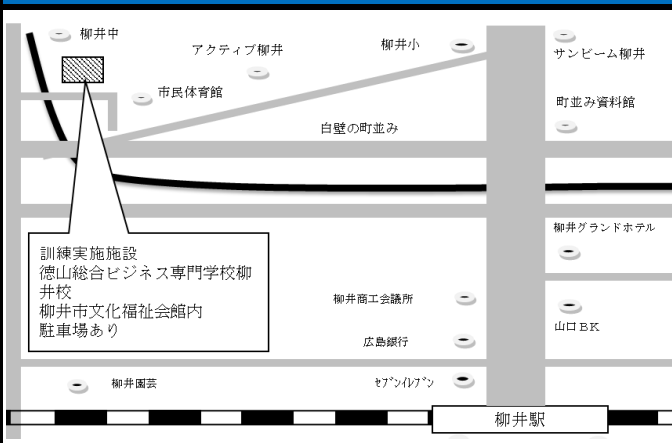 柳井中
アクティブ柳井
柳井小
サンビーム柳井
市民体育館
町並み資料館
白壁の町並み
柳井グランドホテル
訓練実施施設
徳山総合ビジネス専門学校柳
井校
柳井市文化福祉会館内
駐車場あり
柳井商工会議所
山口BK
広島銀行
柳井園芸
ｾﾌﾞﾝｲﾚﾌﾞﾝ
柳井駅